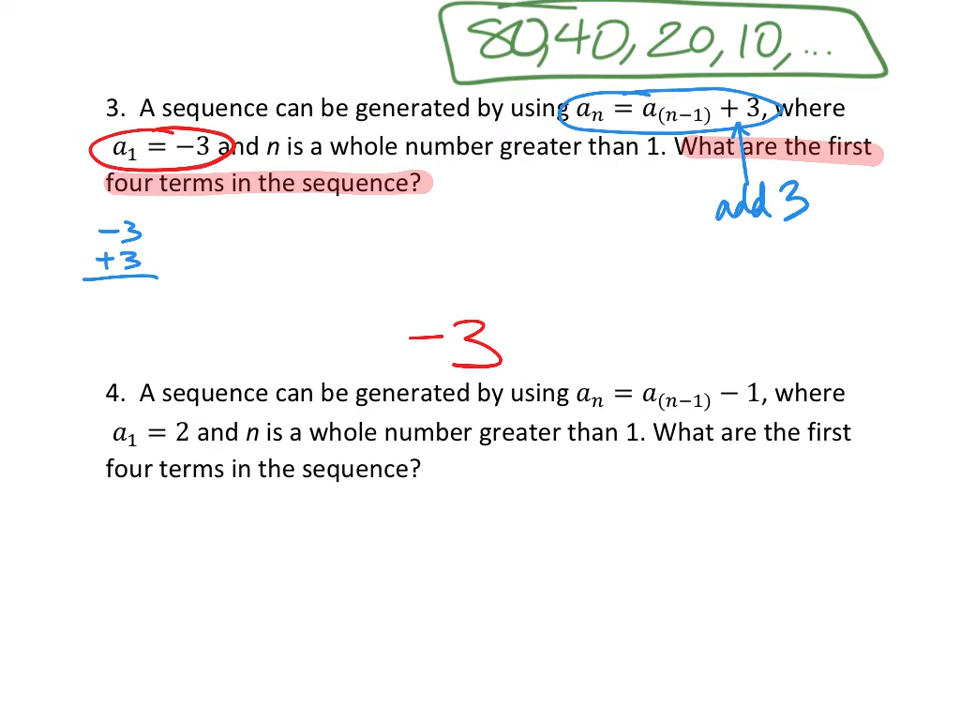 80, 40, 20, 10, ...
3. A sequence can be generated by using aₙ = a₍ₙ₋₁₎ + 3, where
a₁ = −3 and n is a whole number greater than 1. What are the first
four terms in the sequence?
add 3
−3
+3
−3
4. A sequence can be generated by using aₙ = a₍ₙ₋₁₎ − 1, where
a₁ = 2 and n is a whole number greater than 1. What are the first
four terms in the sequence?